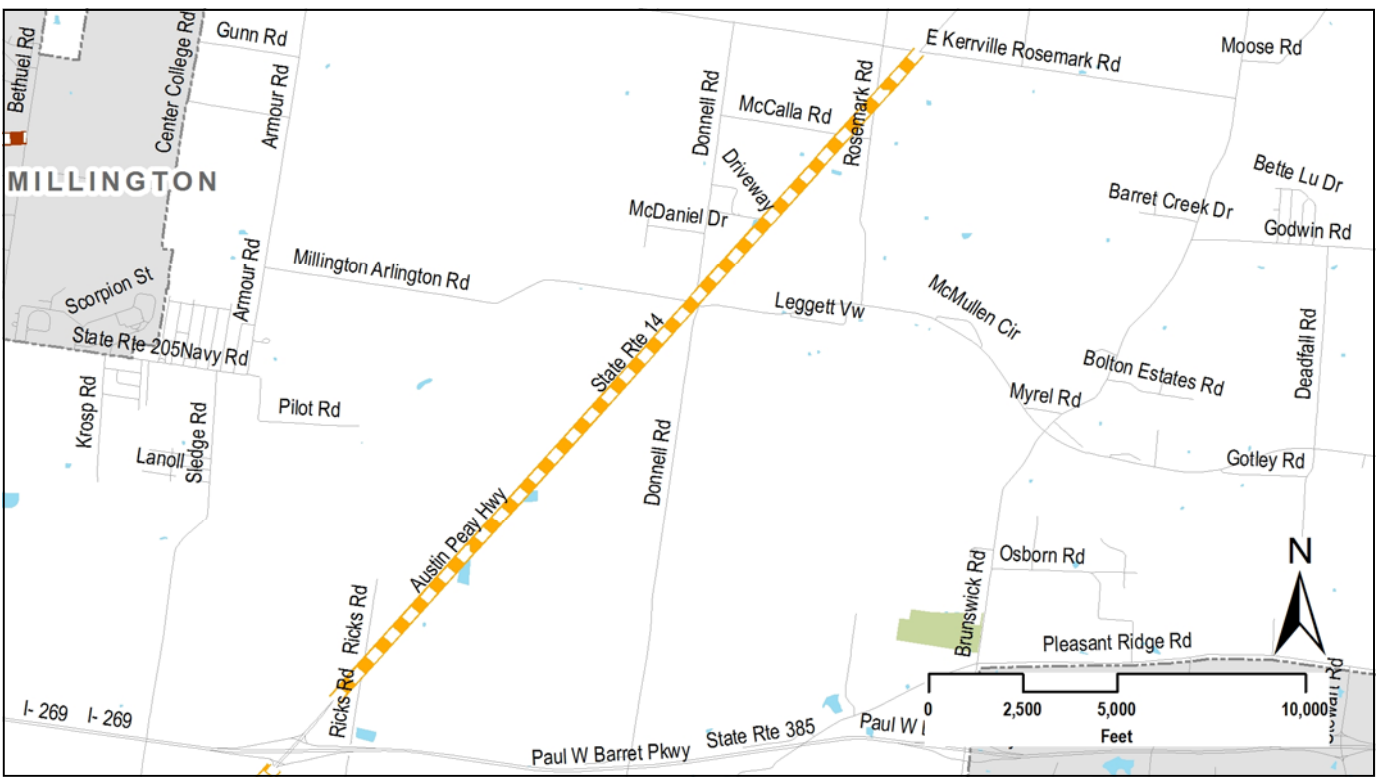 Bethuel Rd
Center College Rd
Gunn Rd
Armour Rd
E Kerrville Rosemark Rd
Moose Rd
Donnell Rd
McCalla Rd
Rosemark Rd
MILLINGTON
Driveway
McDaniel Dr
Bette Lu Dr
Barret Creek Dr
Godwin Rd
Armour Rd
Millington Arlington Rd
Scorpion St
Leggett Vw
McMullen Cir
State Rte 205
Navy Rd
State Rte 14
Deadfall Rd
Bolton Estates Rd
Krosp Rd
Pilot Rd
Myrel Rd
Lanoll
Sledge Rd
Donnell Rd
Gotley Rd
Austin Peay Hwy
Osborn Rd
N
Ricks Rd
Brunswick Rd
Pleasant Ridge Rd
Ricks Rd
I- 269
I- 269
Paul W Barret Pkwy
State Rte 385
Paul W
0
2,500
5,000
10,000
Feet